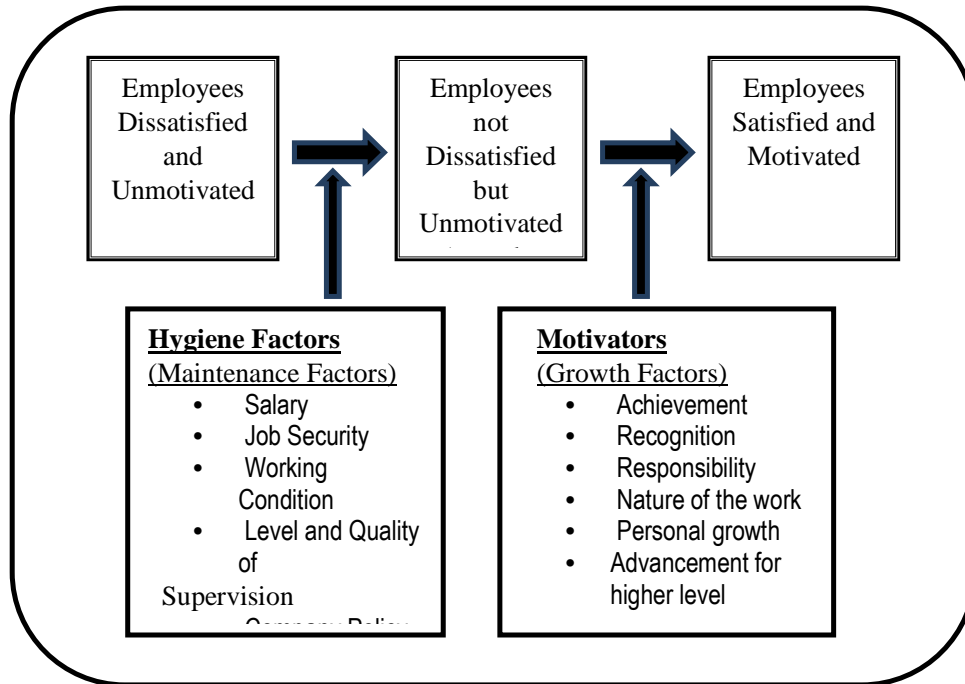 Employees
Dissatisfied
and
Unmotivated
Employees
not
Dissatisfied
but
Unmotivated
Employees
Satisfied and
Motivated
Hygiene Factors
(Maintenance Factors)
• Salary
• Job Security
• Working
Condition
• Level and Quality
of
Supervision
Company Policy
Motivators
(Growth Factors)
• Achievement
• Recognition
• Responsibility
• Nature of the work
• Personal growth
• Advancement for
higher level